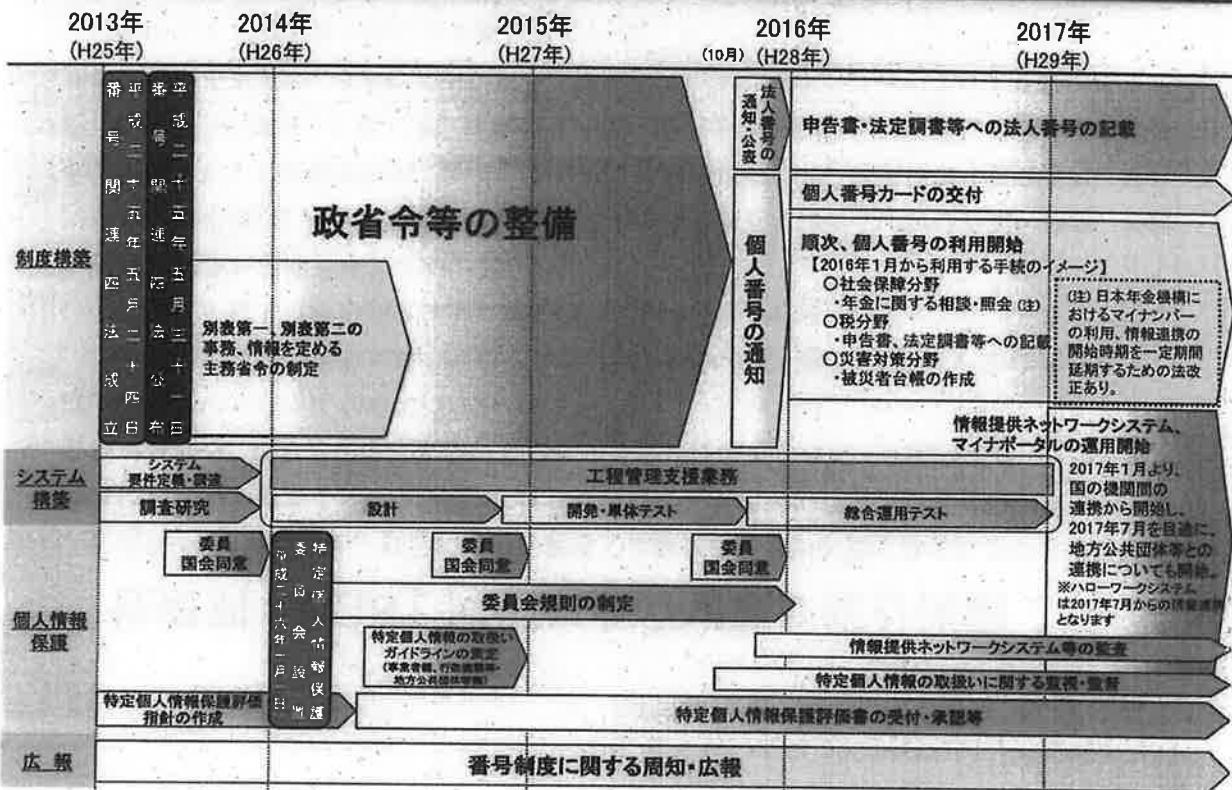 2013年
(H25年)
2014年
(H26年)
2015年
(H27年)
(10月)
2016年
(H28年)
2017年
(H29年)
制度構築
平成二十五年五月二十四日
番号関連四法成立
平成二十五年五月三十一日
番号関連四法公布
政省令等の整備
別表第一、別表第二の
事務、情報を定める
主務省令の制定
法人番号の
通知・公表
個人番号の通知
申告書・法定調書等への法人番号の記載
個人番号カードの交付
順次、個人番号の利用開始
【2016年1月から利用する手続のイメージ】
○社会保障分野
・年金に関する相談・照会 (注)
○税分野
・申告書、法定調書等への記載
○災害対策分野
・被災者台帳の作成
(注) 日本年金機構に
おけるマイナンバー
の利用、情報連携の
開始時期を一定期間
延期するための法改
正あり。
情報提供ネットワークシステム、
マイナポータルの運用開始
2017年1月より、
国の機関間の
連携から開始し、
2017年7月を目途に、
地方公共団体等との
連携についても開始。
※ハローワークシステム
は2017年7月からの情報連携
となります
システム
構築
システム
要件定義・調達
調査研究
工程管理支援業務
設計
開発・単体テスト
総合運用テスト
個人情報
保護
委員
国会同意
特定個人情報保護
委員会設置
平成二十六年一月一日
委員
国会同意
委員
国会同意
委員会規則の制定
特定個人情報の取扱い
ガイドラインの策定
(事業者編、行政機関等・
地方公共団体等編)
情報提供ネットワークシステム等の監査
特定個人情報の取扱いに関する監視・監督
特定個人情報保護評価
指針の作成
特定個人情報保護評価書の受付・承認等
広 報
番号制度に関する周知・広報